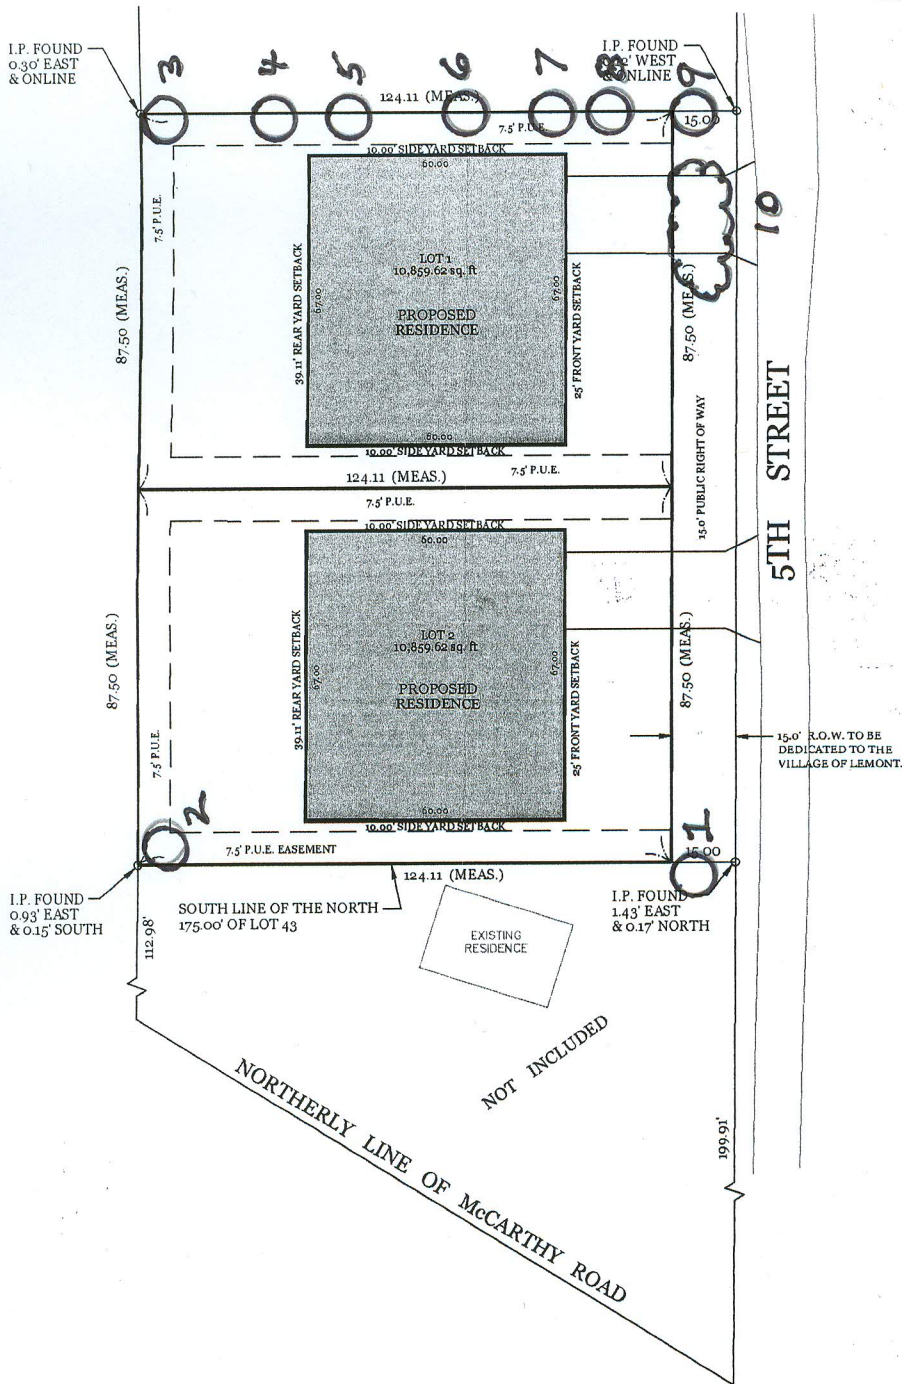 I.P. FOUND
0.30' EAST
& ONLINE
3
4
5
6
7
8
9
I.P. FOUND
WEST
& ONLINE
124.11 (MEAS.)
15.00
7.5' P.U.E.
10.00' SIDE YARD SETBACK
60.00
7.5' P.U.E.
10
87.50 (MEAS.)
39.11' REAR YARD SETBACK
67.00
LOT 1
10,859.62 sq. ft
PROPOSED
RESIDENCE
67.00
25' FRONT YARD SETBACK
87.50 (MEAS.)
15.0' PUBLIC RIGHT OF WAY
5TH STREET
60.00
10.00' SIDE YARD SETBACK
7.5' P.U.E.
124.11 (MEAS.)
7.5' P.U.E.
10.00' SIDE YARD SETBACK
60.00
87.50 (MEAS.)
7.5' P.U.E.
39.11' REAR YARD SETBACK
67.00
LOT 2
10,859.62 sq. ft
PROPOSED
RESIDENCE
67.00
25' FRONT YARD SETBACK
87.50 (MEAS.)
15.0' R.O.W. TO BE
DEDICATED TO THE
VILLAGE OF LEMONT.
60.00
10.00' SIDE YARD SETBACK
2
1
7.5' P.U.E. EASEMENT
15.00
124.11 (MEAS.)
I.P. FOUND
0.93' EAST
& 0.15' SOUTH
112.98'
SOUTH LINE OF THE NORTH
175.00' OF LOT 43
I.P. FOUND
1.43' EAST
& 0.17' NORTH
EXISTING
RESIDENCE
NOT INCLUDED
NORTHERLY LINE OF McCARTHY ROAD
199.91'